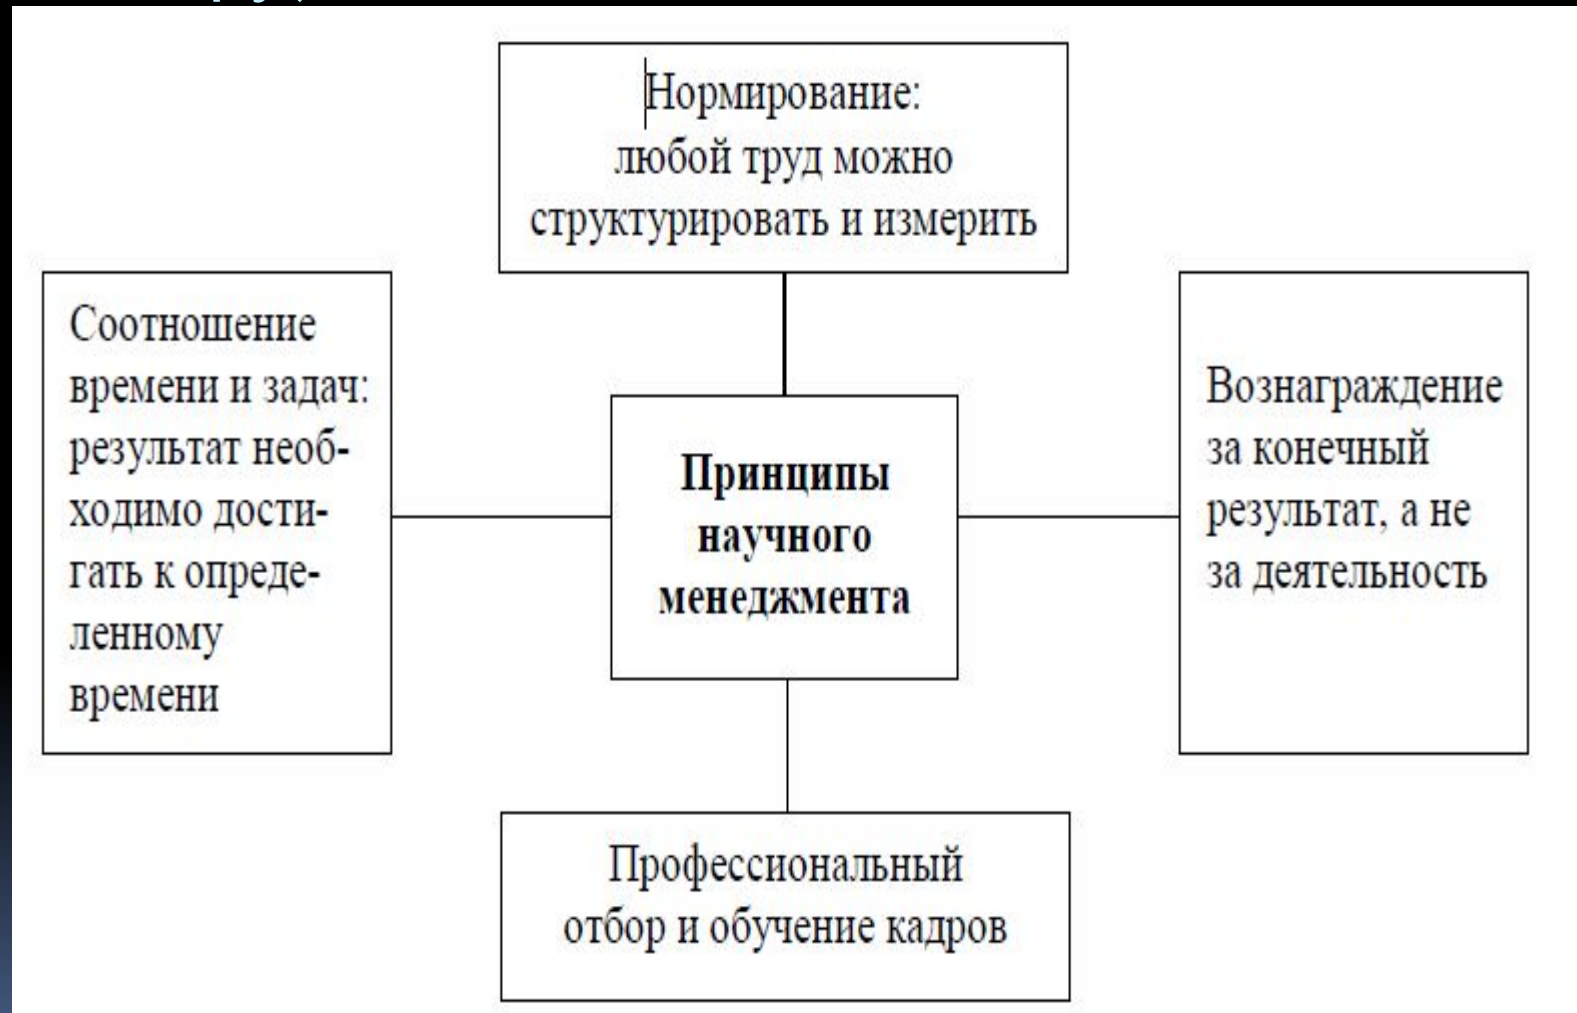 Нормирование:
любой труд можно
структурировать и измерить
Соотношение
времени и задач:
результат необ-
ходимо дости-
гать к опреде-
ленному
времени
Принципы
научного
менеджмента
Вознаграждение
за конечный
результат, а не
за деятельность
Профессиональный
отбор и обучение кадров